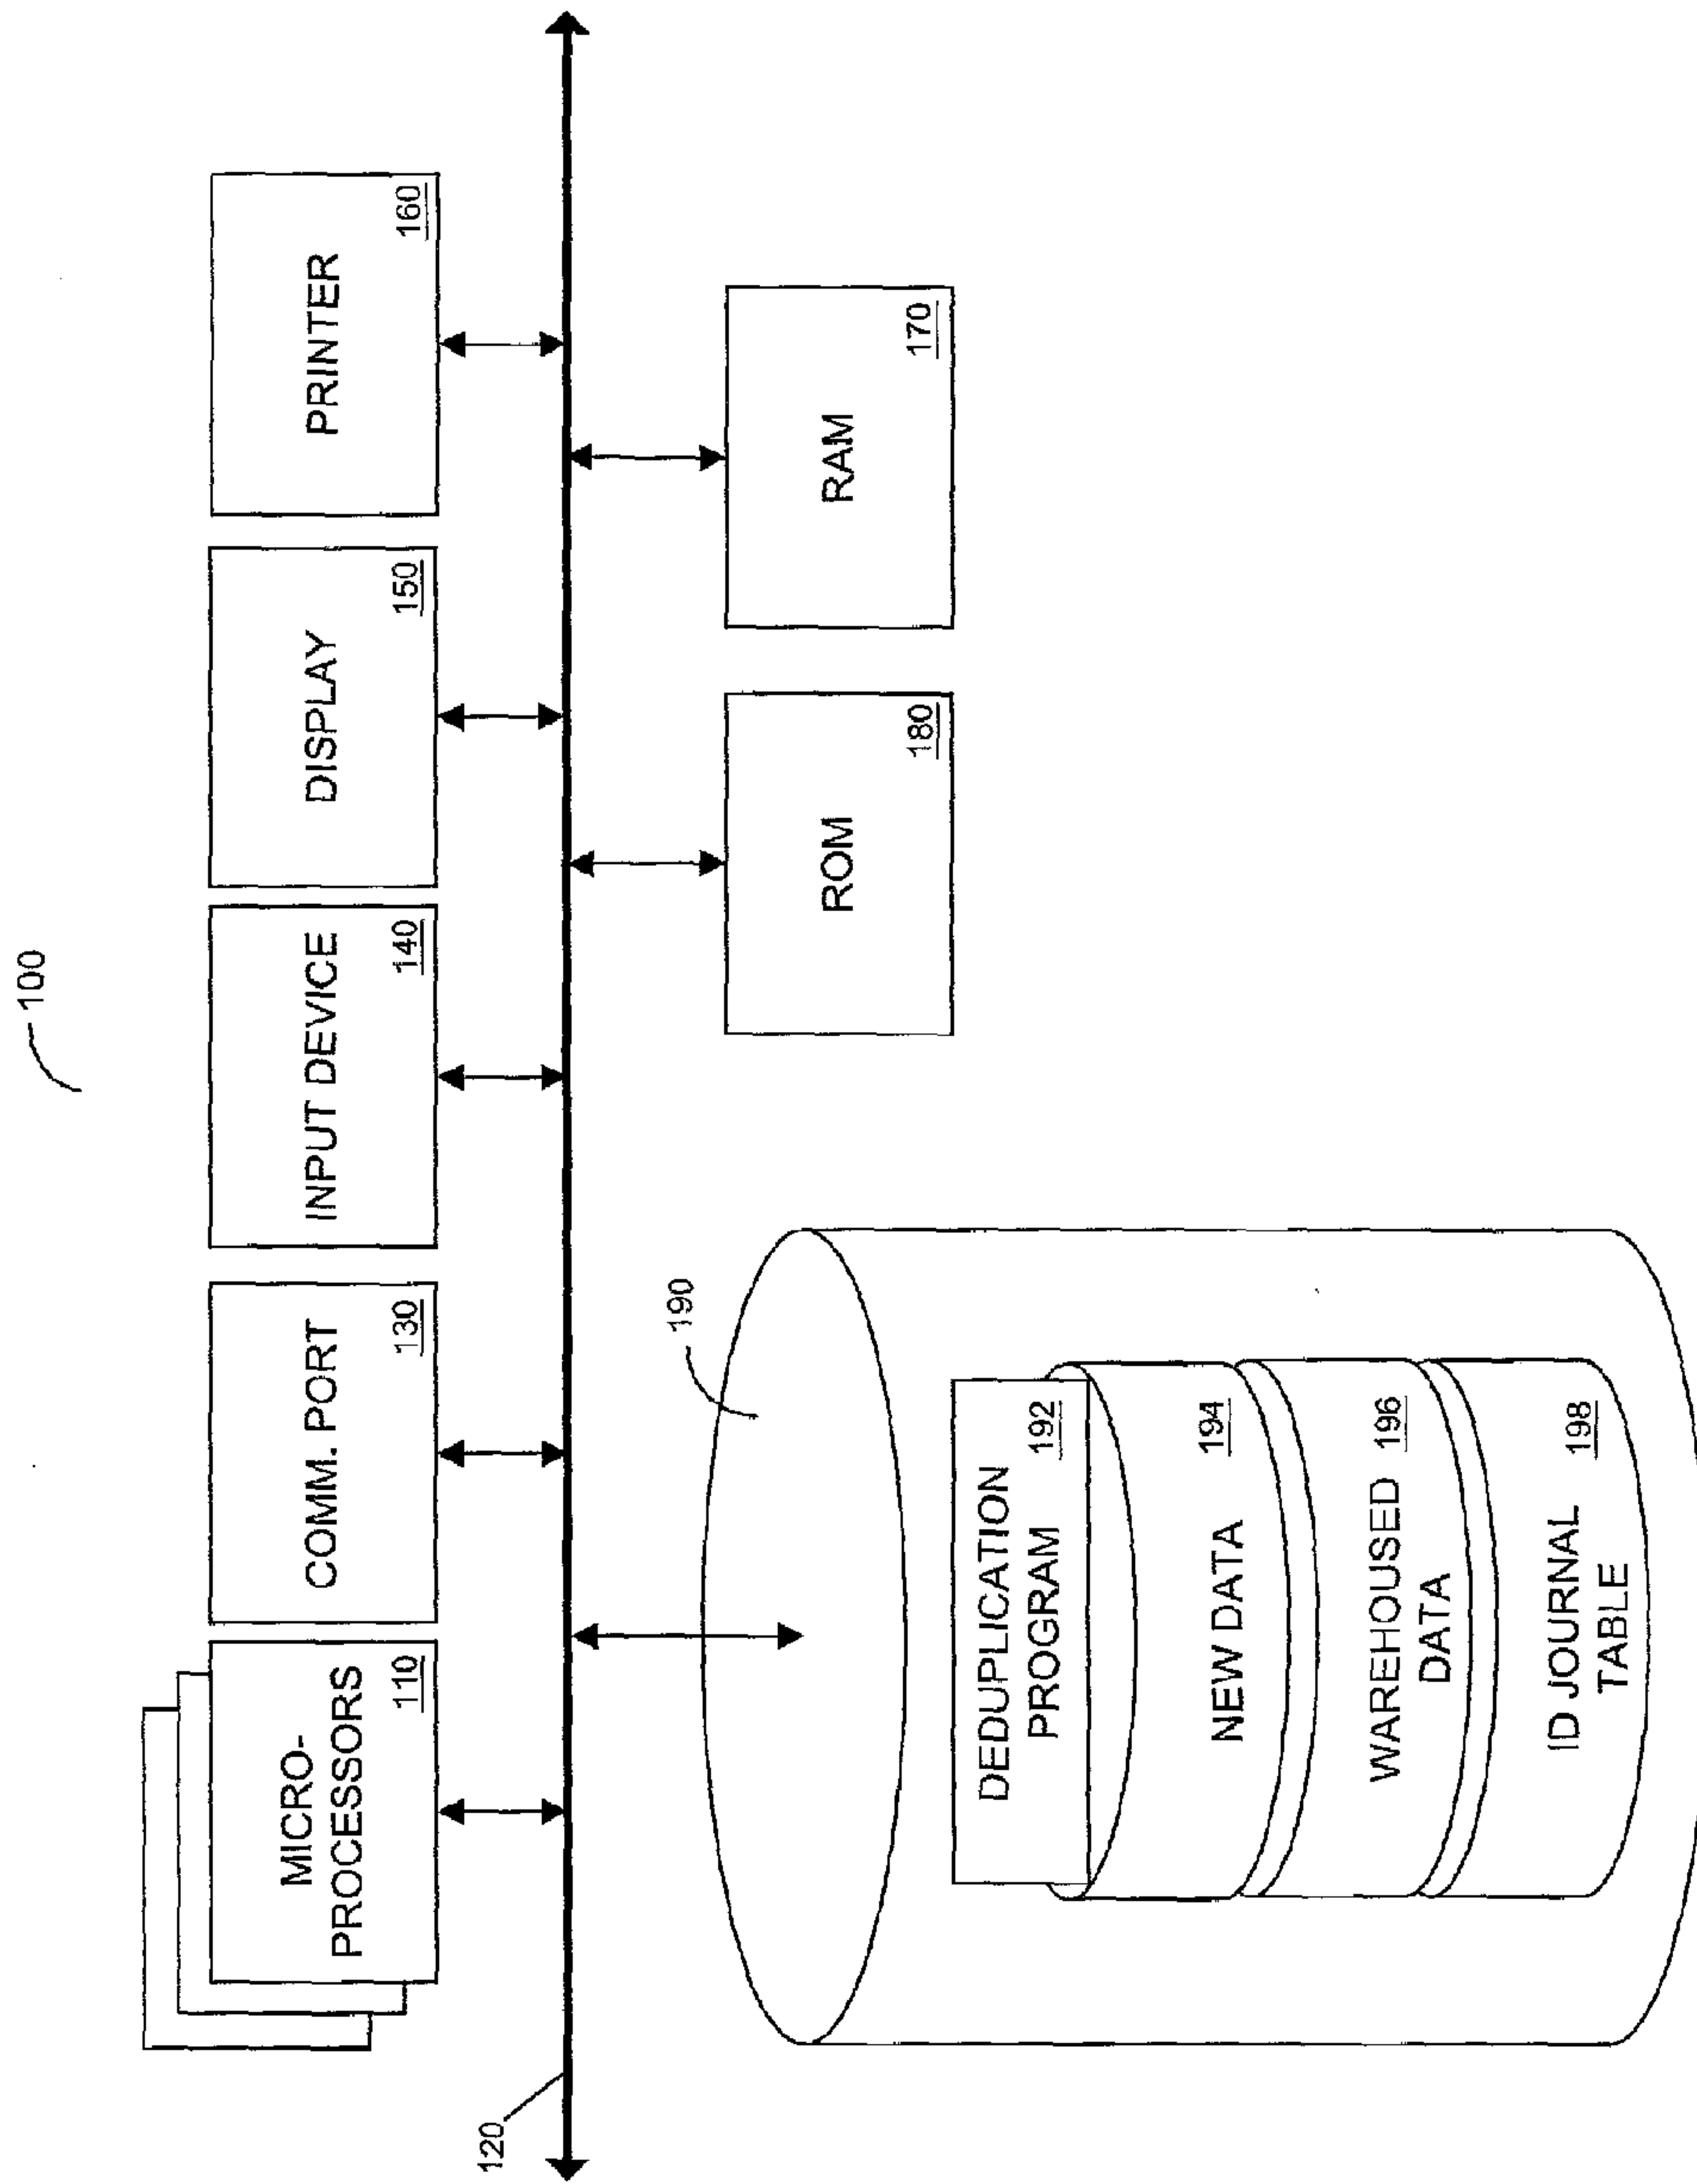 100
MICRO-
PROCESSORS
110
COMM. PORT
130
INPUT DEVICE
140
DISPLAY
150
PRINTER
160
120
190
ROM
180
RAM
170
DEDUPLICATION
PROGRAM
192
NEW DATA
194
WAREHOUSED
DATA
196
ID JOURNAL
TABLE
198